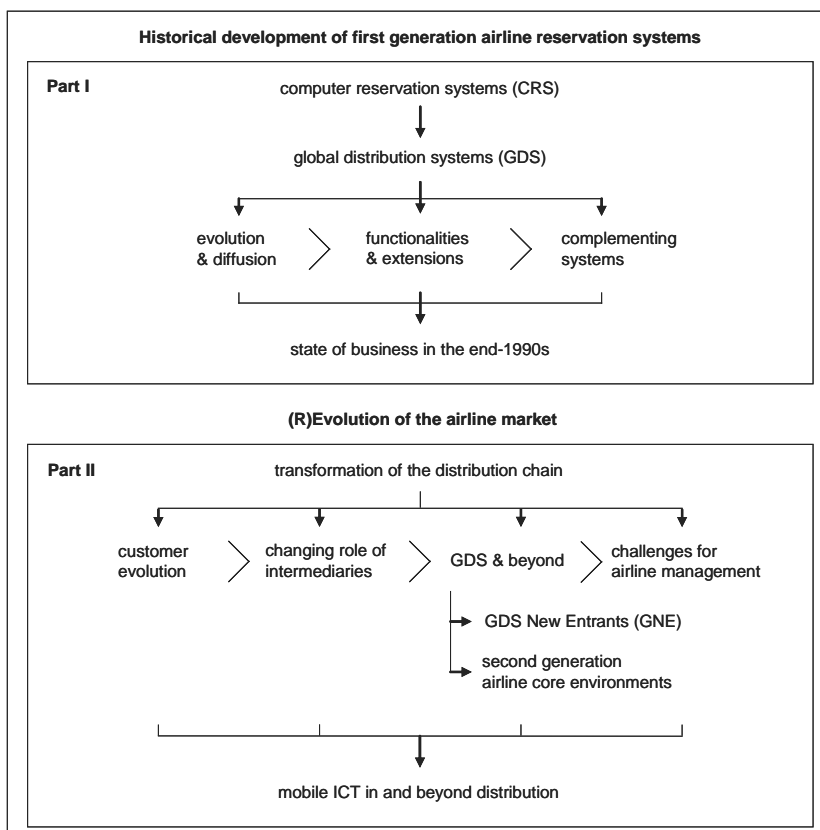 Historical development of first generation airline reservation systems
Part I
computer reservation systems (CRS)
global distribution systems (GDS)
evolution
& diffusion
functionalities
& extensions
complementing
systems
state of business in the end-1990s
(R)Evolution of the airline market
Part II
transformation of the distribution chain
customer
evolution
changing role of
intermediaries
GDS & beyond
challenges for
airline management
GDS New Entrants (GNE)
second generation
airline core environments
mobile ICT in and beyond distribution